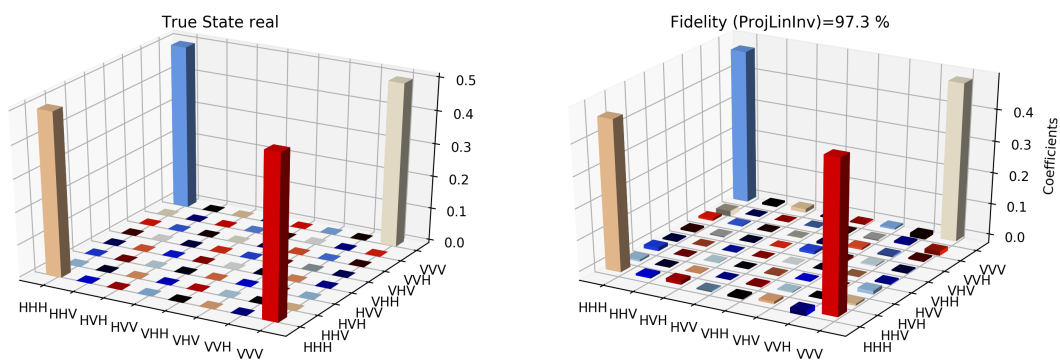 True State real
0.5
0.4
0.3
0.2
0.1
0.0
HHH
HHV
HVH
HVV
VHH
VHV
VVH
VVV
HHH
HHV
HVH
HVV
VHH
VHV
VVH
VVV
Fidelity (ProjLinInv)=97.3 %
0.4
0.3
0.2
0.1
0.0
Coefficients
HHH
HHV
HVH
HVV
VHH
VHV
VVH
VVV
HHH
HHV
HVH
HVV
VHH
VHV
VVH
VVV